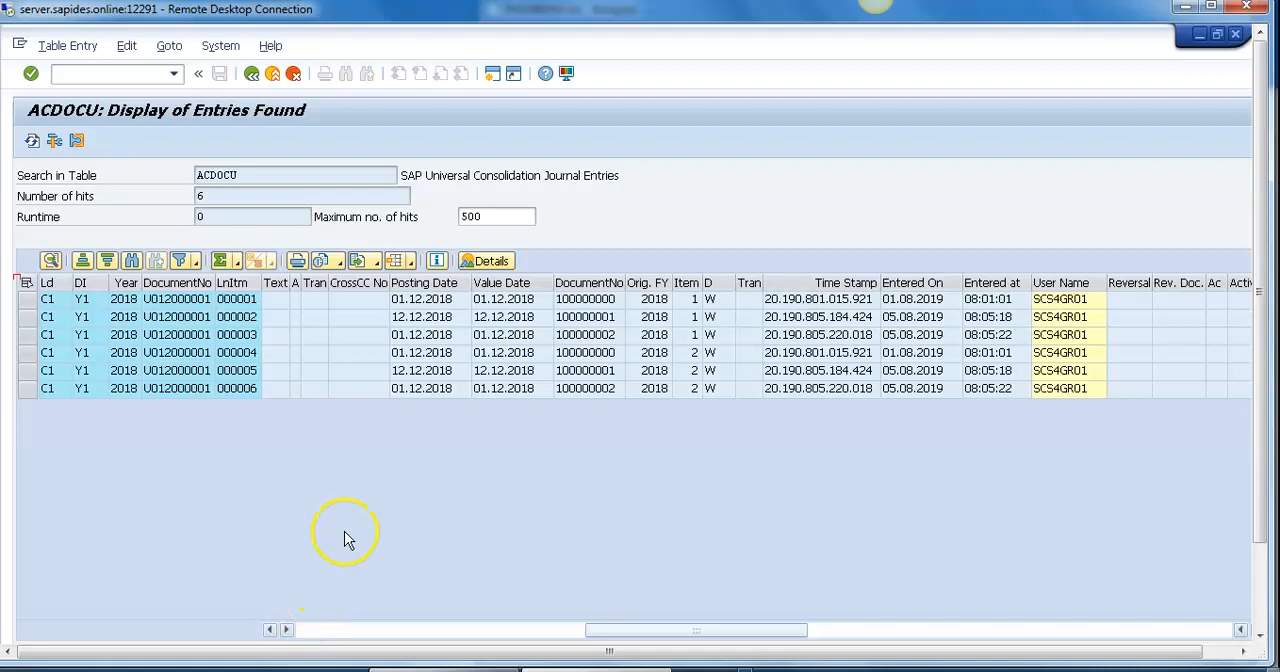 server.sapides.online:12291 - Remote Desktop Connection
Table Entry Edit Goto System Help
ACDOCU: Display of Entries Found
Search in Table ACDOCU SAP Universal Consolidation Journal Entries
Number of hits 6
Runtime 0 Maximum no. of hits 500
Details
Ld DI Year DocumentNo LnItm Text A Tran CrossCC No Posting Date Value Date DocumentNo Orig. FY Item D Tran Time Stamp Entered On Entered at User Name Reversal Rev. Doc. Ac Activ
C1 Y1 2018 U012000001 000001 01.12.2018 01.12.2018 100000000 2018 1 W 20.190.801.015.921 01.08.2019 08:01:01 SCS4GR01
C1 Y1 2018 U012000001 000002 12.12.2018 12.12.2018 100000001 2018 1 W 20.190.805.184.424 05.08.2019 08:05:18 SCS4GR01
C1 Y1 2018 U012000001 000003 01.12.2018 01.12.2018 100000002 2018 1 W 20.190.805.220.018 05.08.2019 08:05:22 SCS4GR01
C1 Y1 2018 U012000001 000004 01.12.2018 01.12.2018 100000000 2018 2 W 20.190.801.015.921 01.08.2019 08:01:01 SCS4GR01
C1 Y1 2018 U012000001 000005 12.12.2018 12.12.2018 100000001 2018 2 W 20.190.805.184.424 05.08.2019 08:05:18 SCS4GR01
C1 Y1 2018 U012000001 000006 01.12.2018 01.12.2018 100000002 2018 2 W 20.190.805.220.018 05.08.2019 08:05:22 SCS4GR01